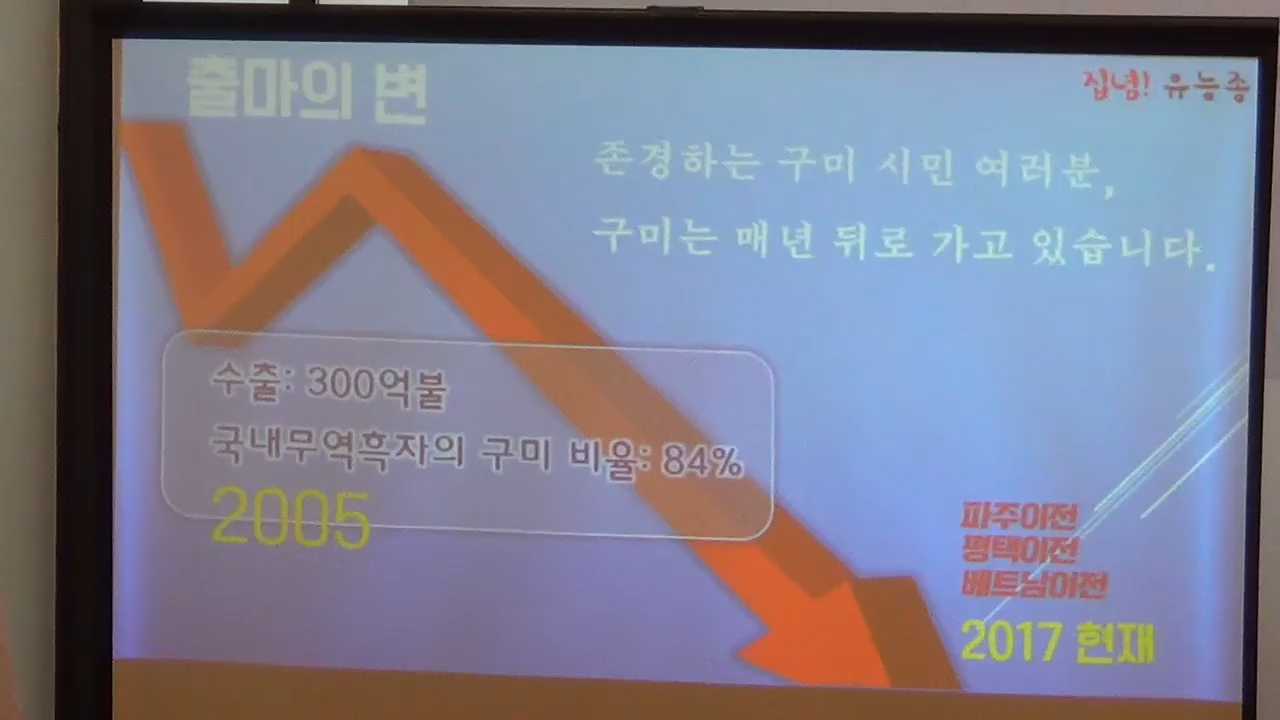 출마의 변
집념! 유능종
존경하는 구미 시민 여러분,
구미는 매년 뒤로 가고 있습니다.
수출: 300억불
국내무역흑자의 구미 비율: 84%
2005
파주이전
평택이전
베트남이전
2017 현재